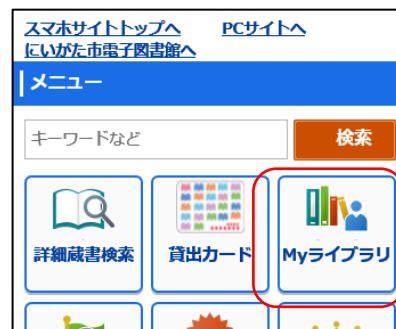 スマホサイトトップへ PCサイトへ
にいがた市電子図書館へ
メニュー
キーワードなど 検索
詳細蔵書検索 貸出カード Myライブラリ